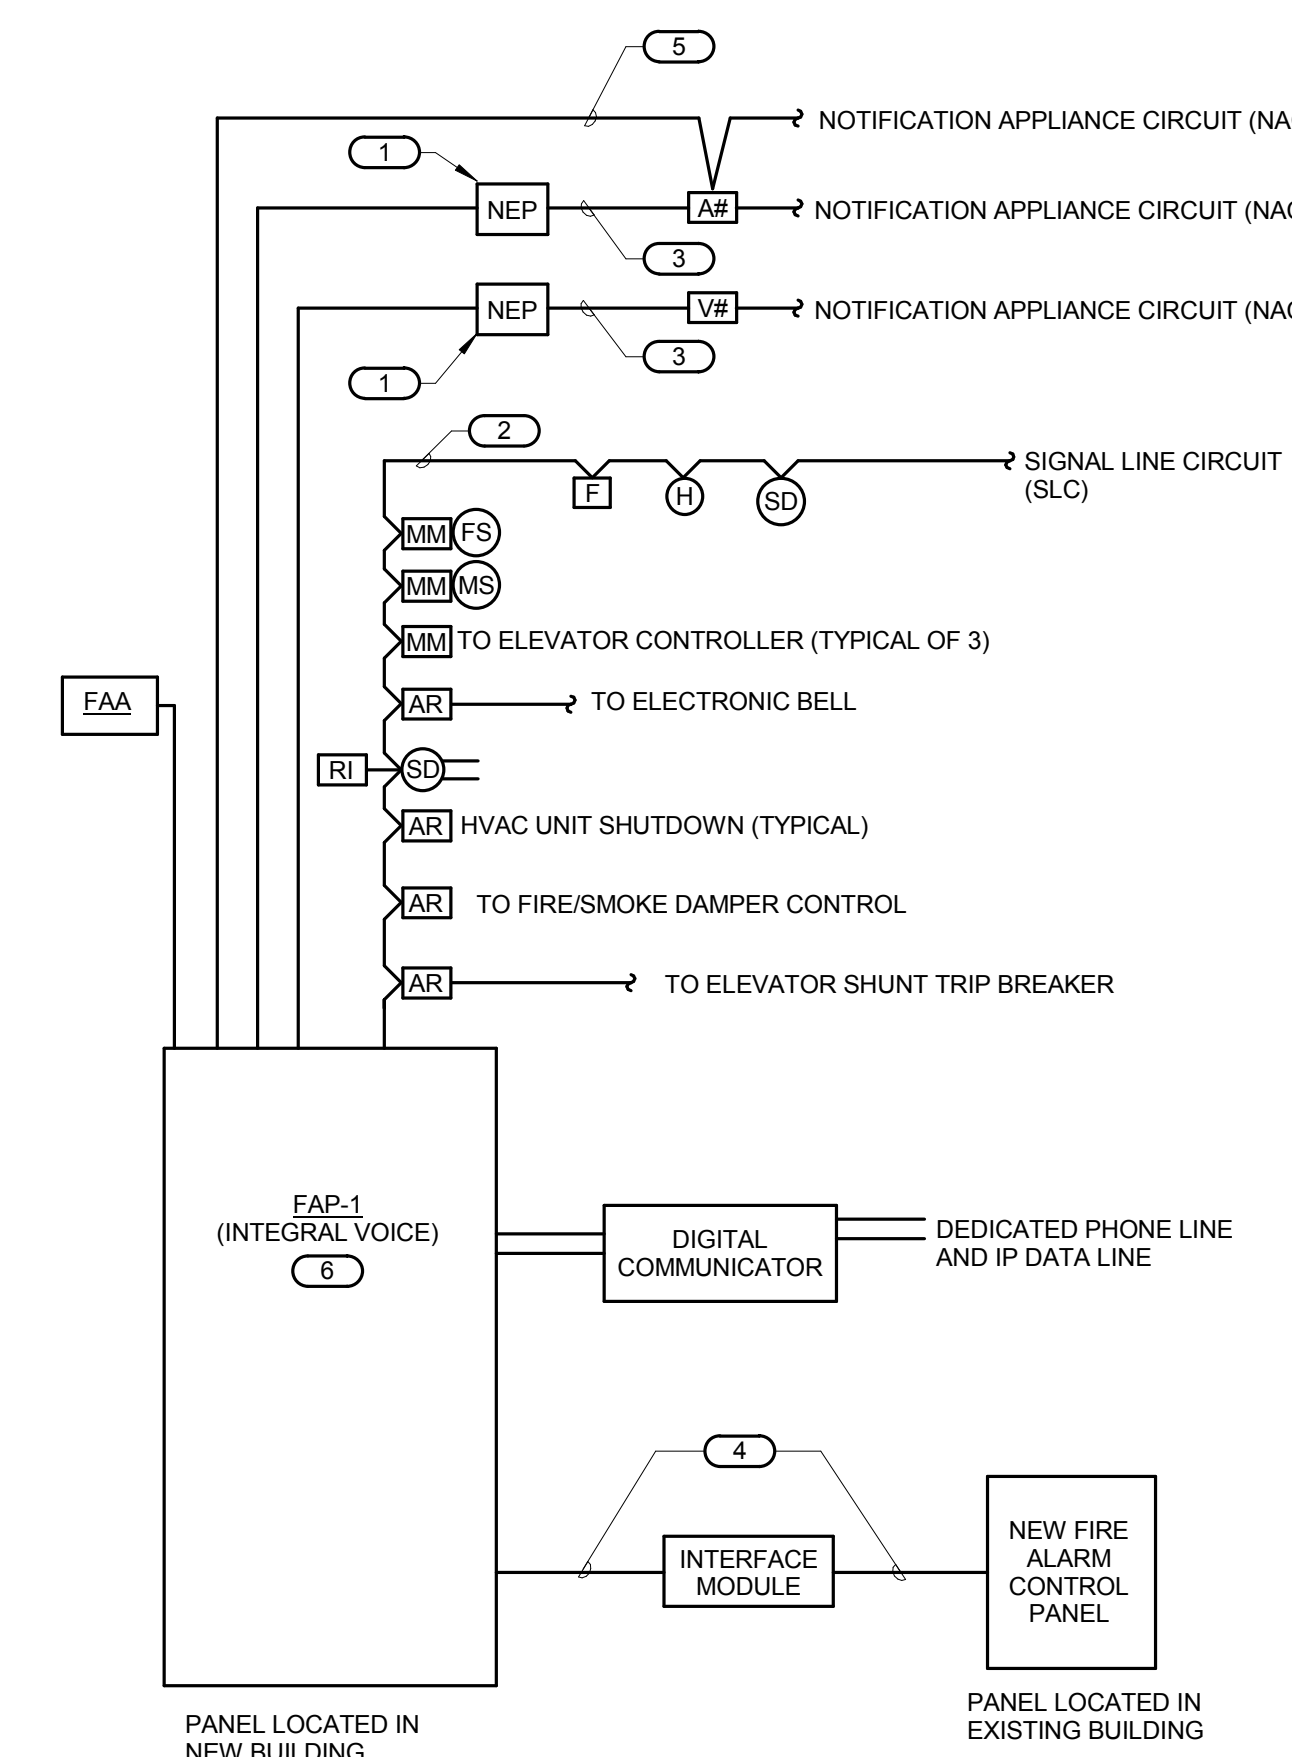 5
NOTIFICATION APPLIANCE CIRCUIT
1
NEP
A#
NOTIFICATION APPLIANCE CIRCUIT
3
NEP
V#
NOTIFICATION APPLIANCE CIRCUIT
3
1
2
SIGNAL LINE CIRCUIT
(SLC)
F
H
SD
MM FS
MM MS
MM TO ELEVATOR CONTROLLER (TYPICAL OF 3)
FAA
AR TO ELECTRONIC BELL
RI SD
AR HVAC UNIT SHUTDOWN (TYPICAL)
AR TO FIRE/SMOKE DAMPER CONTROL
AR TO ELEVATOR SHUNT TRIP BREAKER
FAP-1
(INTEGRAL VOICE)
6
DIGITAL
COMMUNICATOR
DEDICATED PHONE LINE
AND IP DATA LINE
4
INTERFACE
MODULE
NEW FIRE
ALARM
CONTROL
PANEL
PANEL LOCATED IN
NEW BUILDING
PANEL LOCATED IN
EXISTING BUILDING